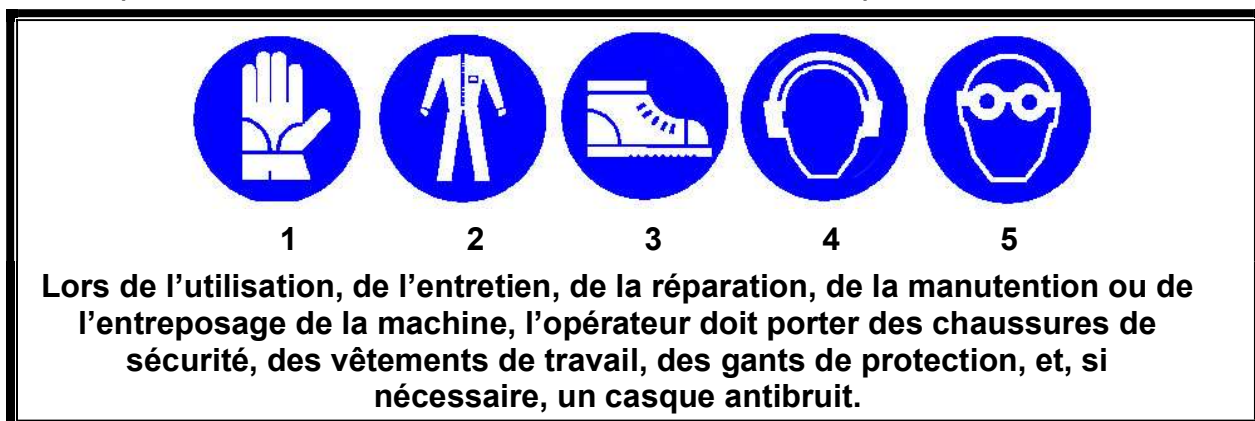 1 2 3 4 5
Lors de l’utilisation, de l’entretien, de la réparation, de la manutention ou de
l’entreposage de la machine, l’opérateur doit porter des chaussures de
sécurité, des vêtements de travail, des gants de protection, et, si
nécessaire, un casque antibruit.